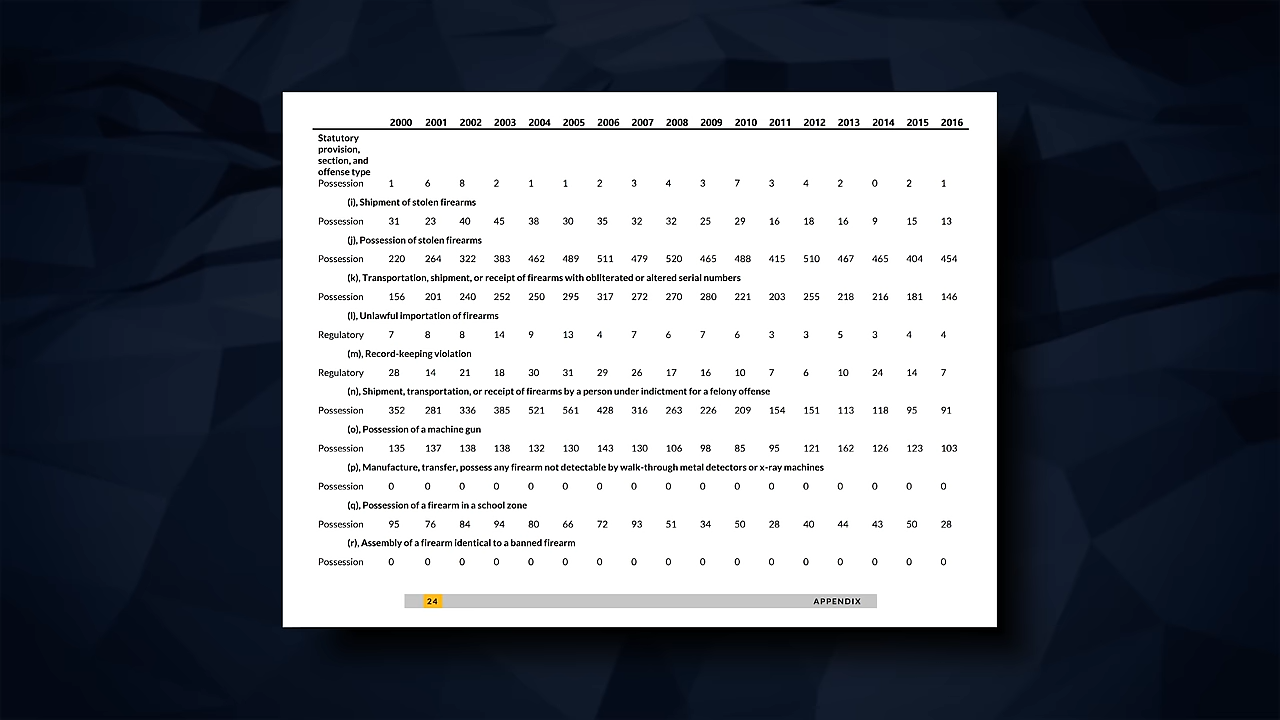 2000 2001 2002 2003 2004 2005 2006 2007 2008 2009 2010 2011 2012 2013 2014 2015 2016
Statutory
provision,
section, and
offense type
Possession 1 6 8 2 1 1 2 3 4 3 7 3 4 2 0 2 1
(i), Shipment of stolen firearms
Possession 31 23 40 45 38 30 35 32 32 25 29 16 18 16 9 15 13
(j), Possession of stolen firearms
Possession 220 264 322 383 462 489 511 479 520 465 488 415 510 467 465 404 454
(k), Transportation, shipment, or receipt of firearms with obliterated or altered serial numbers
Possession 156 201 240 252 250 295 317 272 270 280 221 203 255 218 216 181 146
(l), Unlawful importation of firearms
Regulatory 7 8 8 14 9 13 4 7 6 7 6 3 3 5 3 4 4
(m), Record-keeping violation
Regulatory 28 14 21 18 30 31 29 26 17 16 10 7 6 10 24 14 7
(n), Shipment, transportation, or receipt of firearms by a person under indictment for a felony offense
Possession 352 281 336 385 521 561 428 316 263 226 209 154 151 113 118 95 91
(o), Possession of a machine gun
Possession 135 137 138 138 132 130 143 130 106 98 85 95 121 162 126 123 103
(p), Manufacture, transfer, possess any firearm not detectable by walk-through metal detectors or x-ray machines
Possession 0 0 0 0 0 0 0 0 0 0 0 0 0 0 0 0 0
(q), Possession of a firearm in a school zone
Possession 95 76 84 94 80 66 72 93 51 34 50 28 40 44 43 50 28
(r), Assembly of a firearm identical to a banned firearm
Possession 0 0 0 0 0 0 0 0 0 0 0 0 0 0 0 0 0
24 APPENDIX